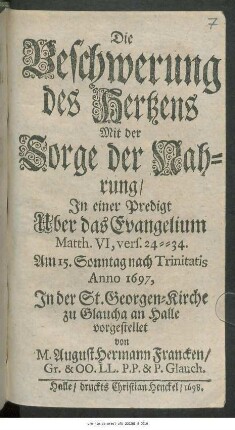 7
Die
Beschwerung
des Hertzens
Mit der
Sorge der Nah-
rung/
In einer Predigt
Uber das Evangelium
Matth. VI, vers. 24--34.
Am 15. Sonntag nach Trinitatis
Anno 1697,
In der St. Georgen-Kirche
zu Glaucha an Halle
vorgestellet
von
M. August Hermann Francken/
Gr. & OO. LL. P.P. & P. Glauch.
Halle/ druckts Christian Henckel/ 1698.